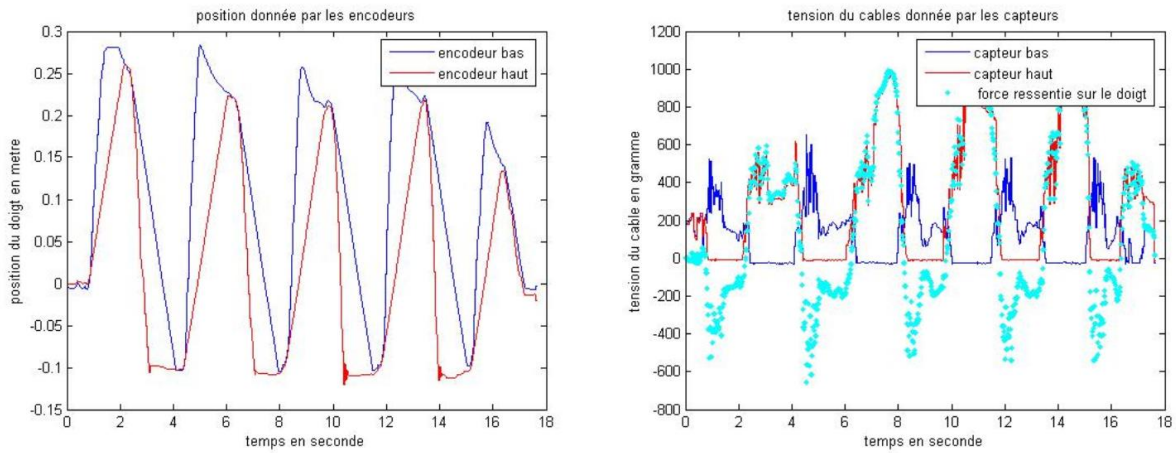 position donnée par les encodeurs
0.3
0.25
0.2
0.15
0.1
0.05
0
-0.05
-0.1
-0.15
position du doigt en metre
encodeur bas
encodeur haut
0 2 4 6 8 10 12 14 16 18
temps en seconde
tension du cables donnée par les capteurs
1200
1000
800
600
400
200
0
-200
-400
-600
-800
tension du cable en gramme
capteur bas
capteur haut
force ressentie sur le doigt
0 2 4 6 8 10 12 14 16 18
temps en seconde